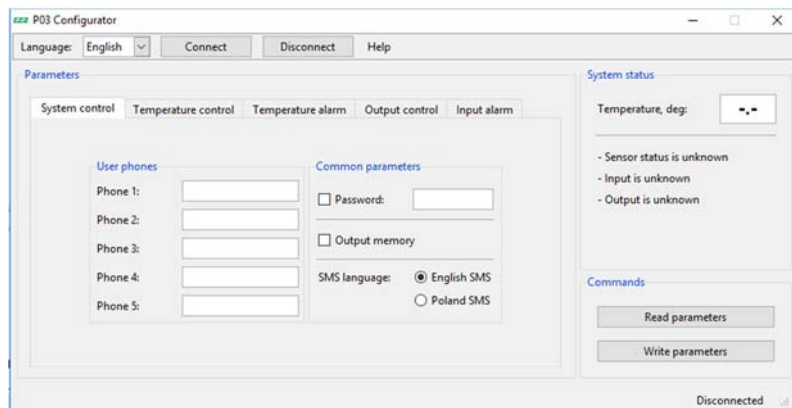 P03 Configurator
Language: English Connect Disconnect Help
Parameters
System control Temperature control Temperature alarm Output control Input alarm
User phones
Phone 1:
Phone 2:
Phone 3:
Phone 4:
Phone 5:
Common parameters
Password:
Output memory
SMS language: English SMS
Poland SMS
System status
Temperature, deg: -.-
- Sensor status is unknown
- Input is unknown
- Output is unknown
Commands
Read parameters
Write parameters
Disconnected